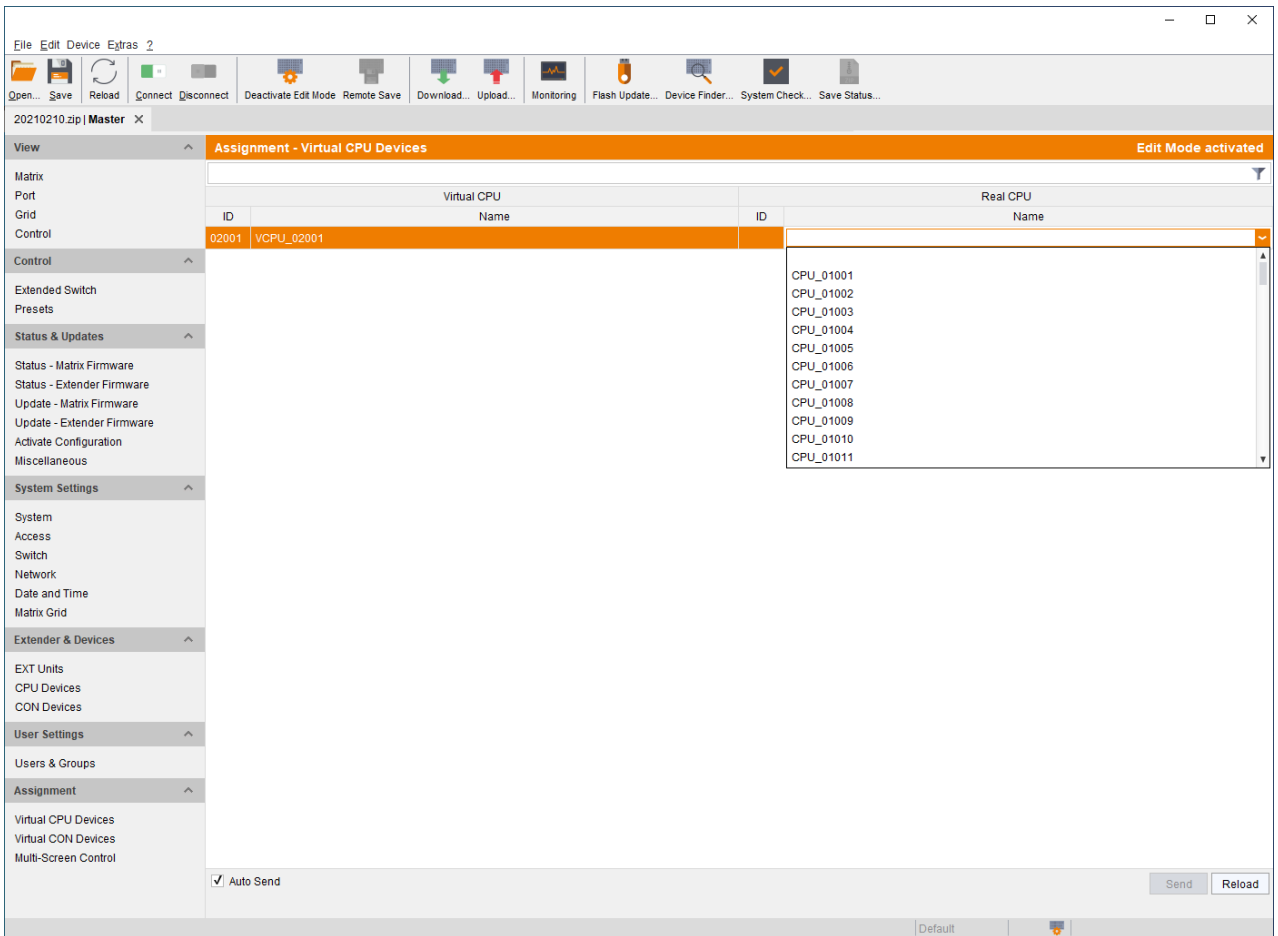 File Edit Device Extras ?
Open... Save Reload Connect Disconnect Deactivate Edit Mode Remote Save Download... Upload... Monitoring Flash Update... Device Finder... System Check... Save Status...
20210210.zip | Master
View
Matrix
Port
Grid
Control
Control
Extended Switch
Presets
Status & Updates
Status - Matrix Firmware
Status - Extender Firmware
Update - Matrix Firmware
Update - Extender Firmware
Activate Configuration
Miscellaneous
System Settings
System
Access
Switch
Network
Date and Time
Matrix Grid
Extender & Devices
EXT Units
CPU Devices
CON Devices
User Settings
Users & Groups
Assignment
Virtual CPU Devices
Virtual CON Devices
Multi-Screen Control
Assignment - Virtual CPU Devices Edit Mode activated
Virtual CPU Real CPU
ID Name ID Name
02001 VCPU_02001
CPU_01001
CPU_01002
CPU_01003
CPU_01004
CPU_01005
CPU_01006
CPU_01007
CPU_01008
CPU_01009
CPU_01010
CPU_01011
Auto Send Send Reload
Default